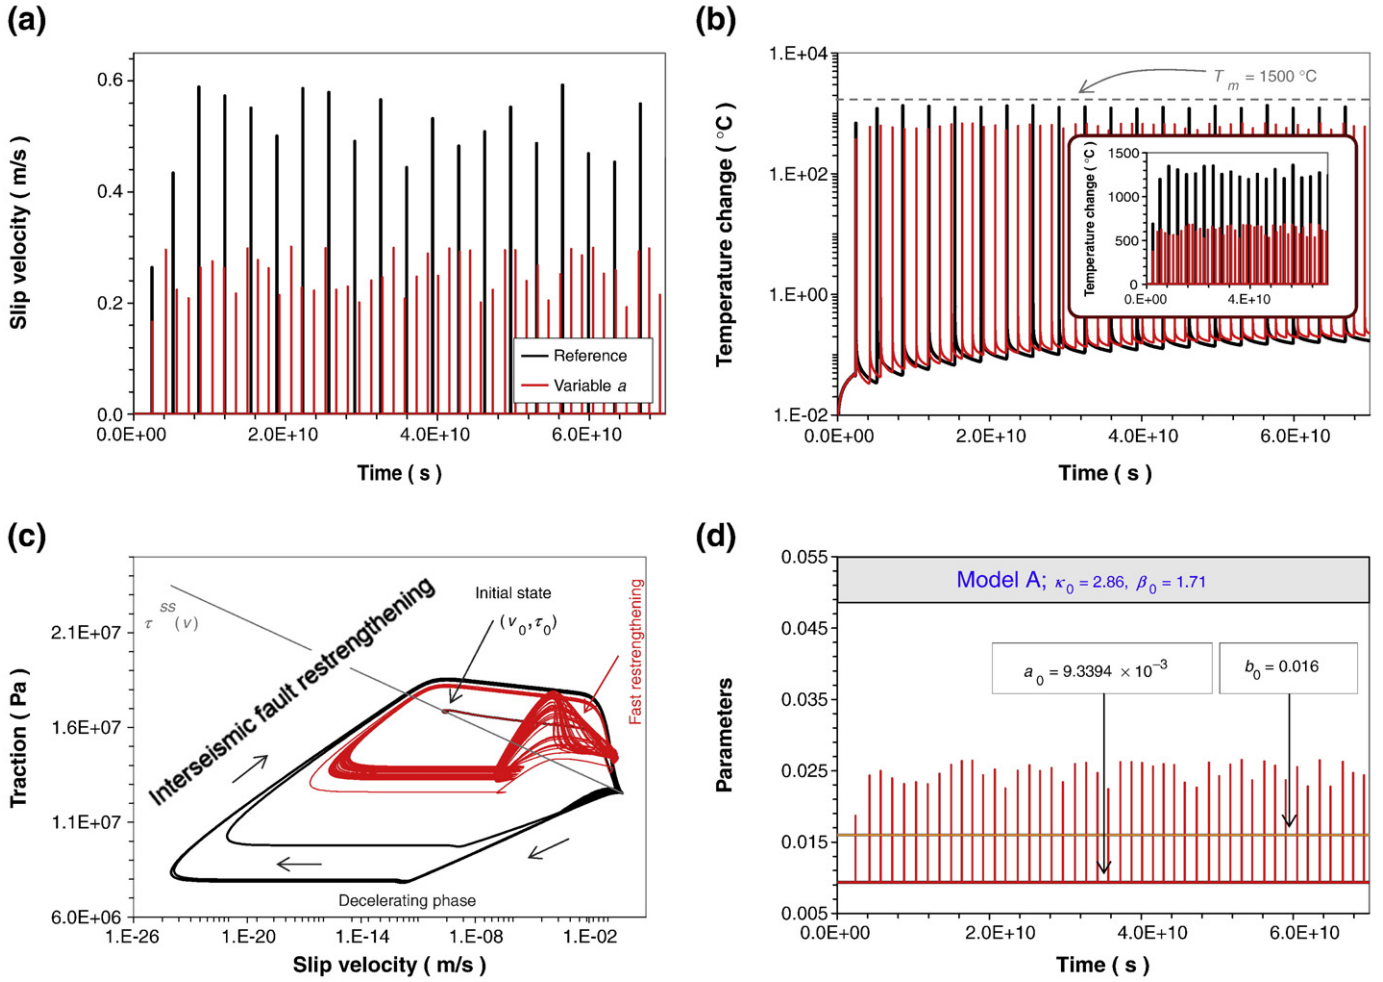 (a)
0.6
0.4
0.2
0.0
0.0E+00
2.0E+10
4.0E+10
6.0E+10
Slip velocity ( m/s )
Time ( s )
Reference
Variable a
(b)
1.E+04
1.E+02
1.E+00
1.E-02
0.0E+00
2.0E+10
4.0E+10
6.0E+10
Temperature change ( °C )
Time ( s )
T m = 1500 °C
1500
1000
500
0
0.E+00
4.E+10
Temperature change ( °C )
(c)
2.1E+07
1.6E+07
1.1E+07
6.0E+06
1.E-26
1.E-20
1.E-14
1.E-08
1.E-02
Traction ( Pa )
Slip velocity ( m/s )
τ ss (v)
Interseismic fault restrengthening
Initial state
(v0,τ0)
Fast restrengthening
Decelerating phase
(d)
0.055
0.045
0.035
0.025
0.015
0.005
0.0E+00
2.0E+10
4.0E+10
6.0E+10
Parameters
Time ( s )
Model A; κ0 = 2.86, β0 = 1.71
a0 = 9.3394 × 10−3
b0 = 0.016